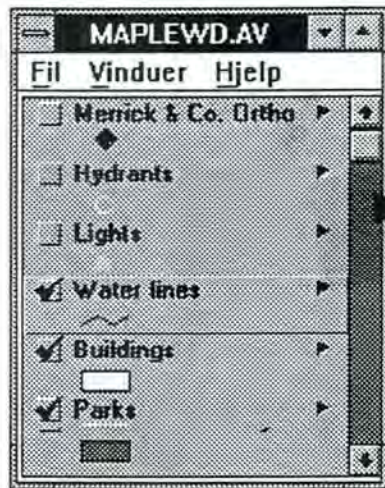 MAPLEWD.AV
Fil Vinduer Hjelp
Merrick & Co. Ortho
Hydrants
Lights
Water lines
Buildings
Parks